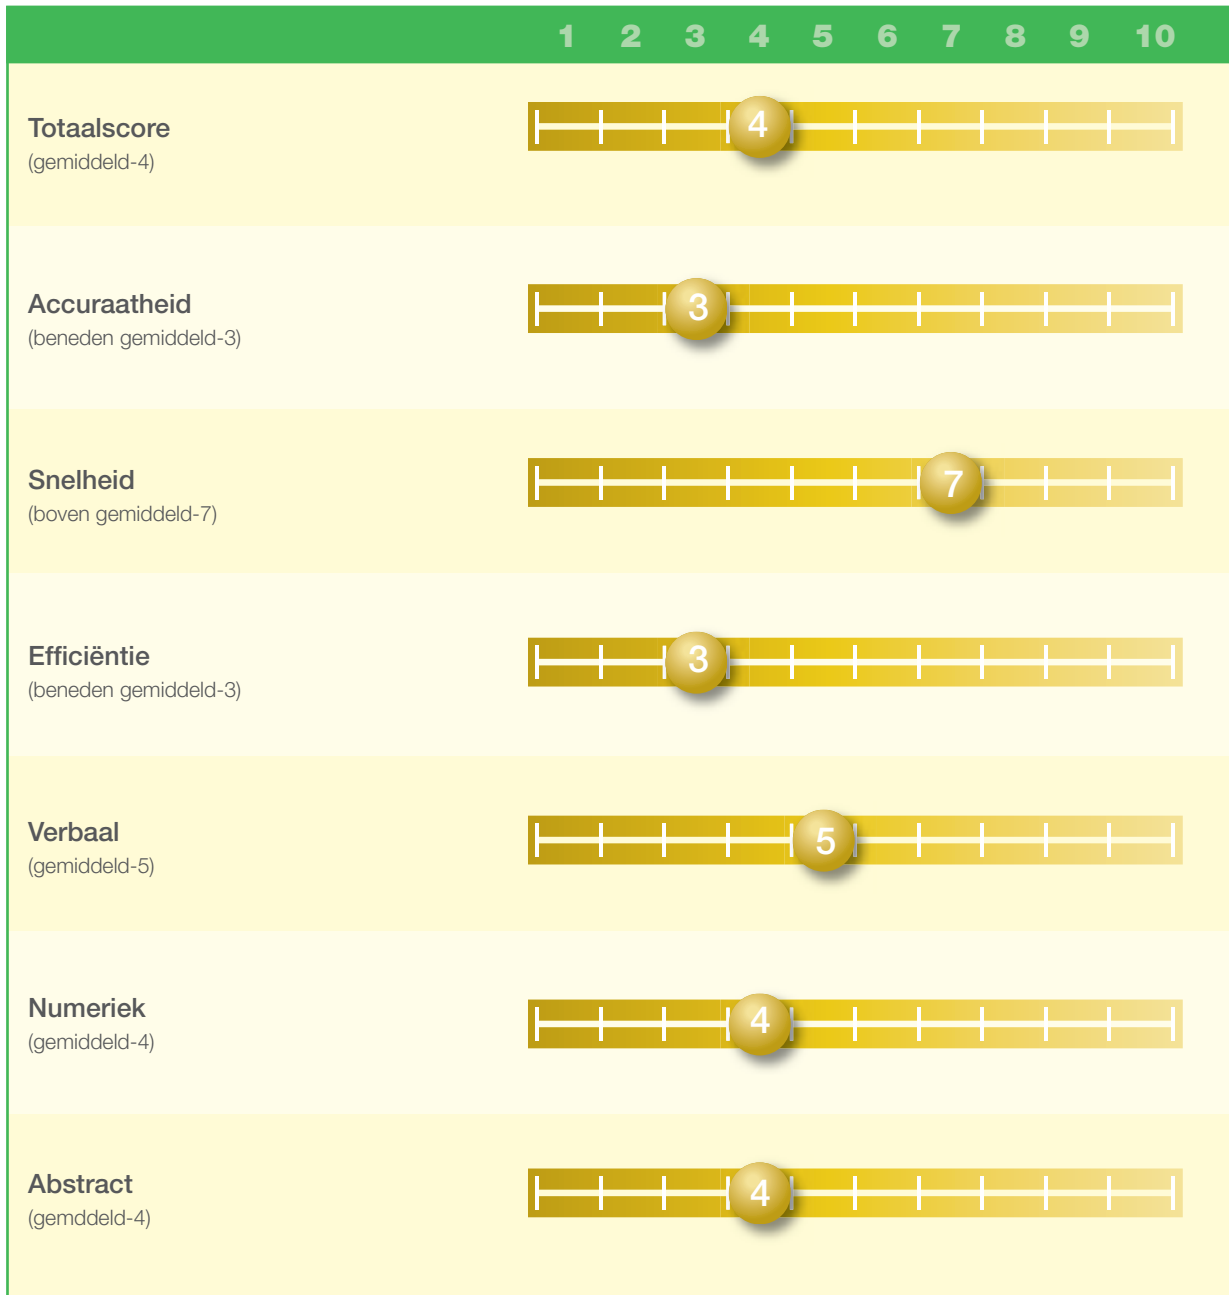 1 2 3 4 5 6 7 8 9 10
Totaalscore
(gemiddeld-4)
4
Accuraatheid
(beneden gemiddeld-3)
3
Snelheid
(boven gemiddeld-7)
7
Efficiëntie
(beneden gemiddeld-3)
3
Verbaal
(gemiddeld-5)
5
Numeriek
(gemiddeld-4)
4
Abstract
(gemddeld-4)
4